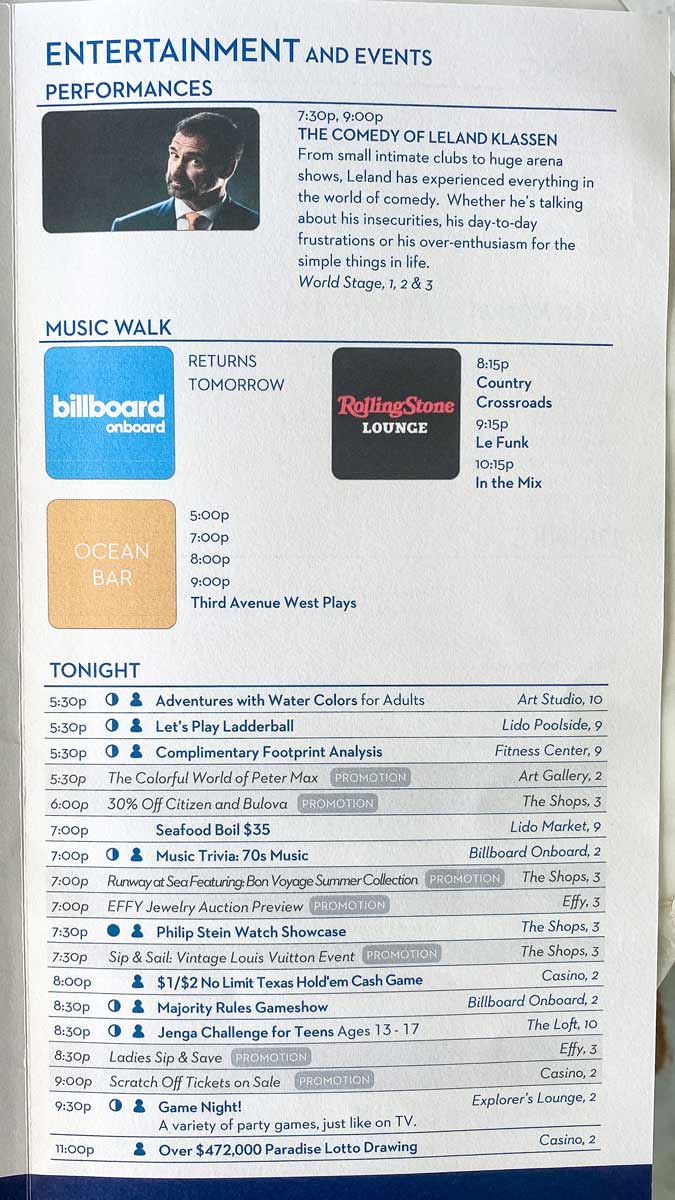 ENTERTAINMENT AND EVENTS
PERFORMANCES
7:30p, 9:00p
THE COMEDY OF LELAND KLASSEN
From small intimate clubs to huge arena
shows, Leland has experienced everything in
the world of comedy. Whether he's talking
about his insecurities, his day-to-day
frustrations or his over-enthusiasm for the
simple things in life.
World Stage, 1, 2 & 3
MUSIC WALK
billboard
onboard
RETURNS
TOMORROW
RollingStone
LOUNGE
8:15p
Country
Crossroads
9:15p
Le Funk
10:15p
In the Mix
OCEAN
BAR
5:00p
7:00p
8:00p
9:00p
Third Avenue West Plays
TONIGHT
5:30p Adventures with Water Colors for Adults Art Studio, 10
5:30p Let's Play Ladderball Lido Poolside, 9
5:30p Complimentary Footprint Analysis Fitness Center, 9
5:30p The Colorful World of Peter Max PROMOTION Art Gallery, 2
6:00p 30% Off Citizen and Bulova PROMOTION The Shops, 3
7:00p Seafood Boil $35 Lido Market, 9
7:00p Music Trivia: 70s Music Billboard Onboard, 2
7:00p Runway at Sea Featuring: Bon Voyage Summer Collection PROMOTION The Shops, 3
7:00p EFFY Jewelry Auction Preview PROMOTION Effy, 3
7:30p Philip Stein Watch Showcase The Shops, 3
7:30p Sip & Sail: Vintage Louis Vuitton Event PROMOTION The Shops, 3
8:00p $1/$2 No Limit Texas Hold'em Cash Game Casino, 2
8:30p Majority Rules Gameshow Billboard Onboard, 2
8:30p Jenga Challenge for Teens Ages 13 - 17 The Loft, 10
8:30p Ladies Sip & Save PROMOTION Effy, 3
9:00p Scratch Off Tickets on Sale PROMOTION Casino, 2
9:30p Game Night! Explorer's Lounge, 2
A variety of party games, just like on TV.
11:00p Over $472,000 Paradise Lotto Drawing Casino, 2